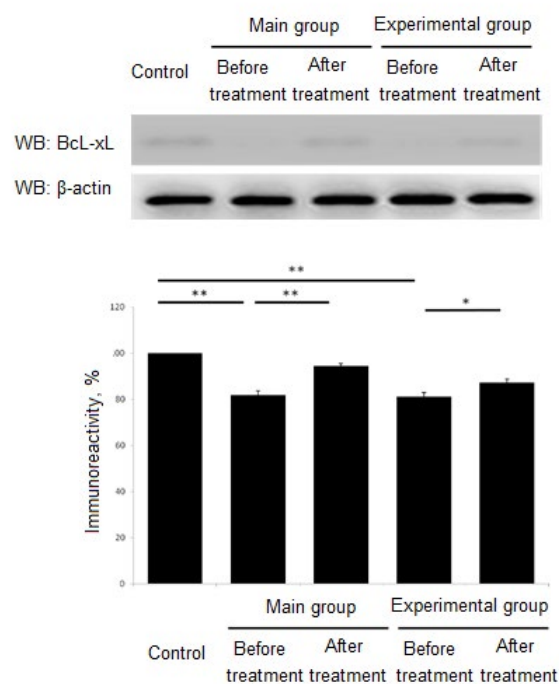 Main group Experimental group
Control Before After Before After
treatment treatment treatment treatment
WB: BcL-xL
WB: β-actin
**
** ** *
120
100
80
60
40
20
0
Immunoreactivity, %
Main group Experimental group
Control Before After Before After
treatment treatment treatment treatment